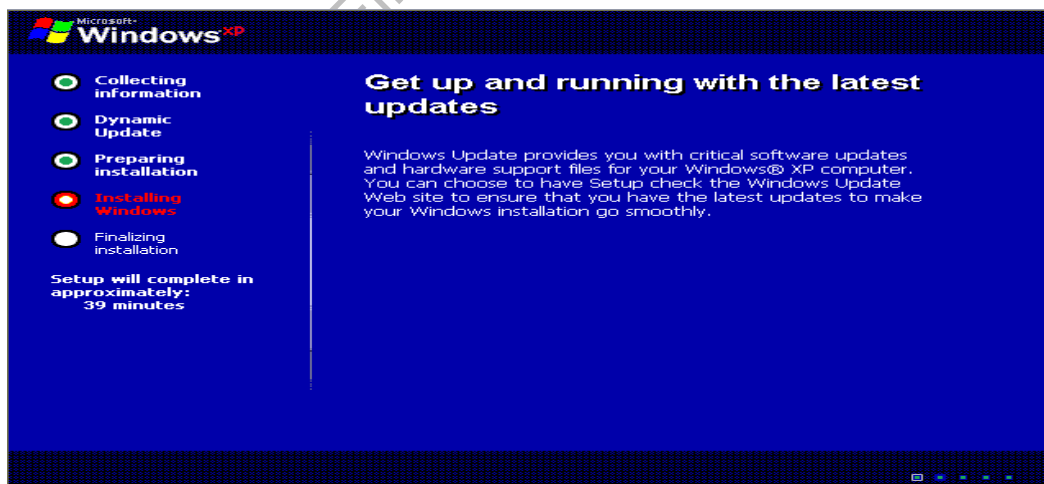 Microsoft
Windows xp
Collecting
information
Dynamic
Update
Preparing
installation
Installing
Windows
Finalizing
installation
Setup will complete in
approximately:
39 minutes
Get up and running with the latest
updates
Windows Update provides you with critical software updates
and hardware support files for your Windows® XP computer.
You can choose to have Setup check the Windows Update
Web site to ensure that you have the latest updates to make
your Windows installation go smoothly.